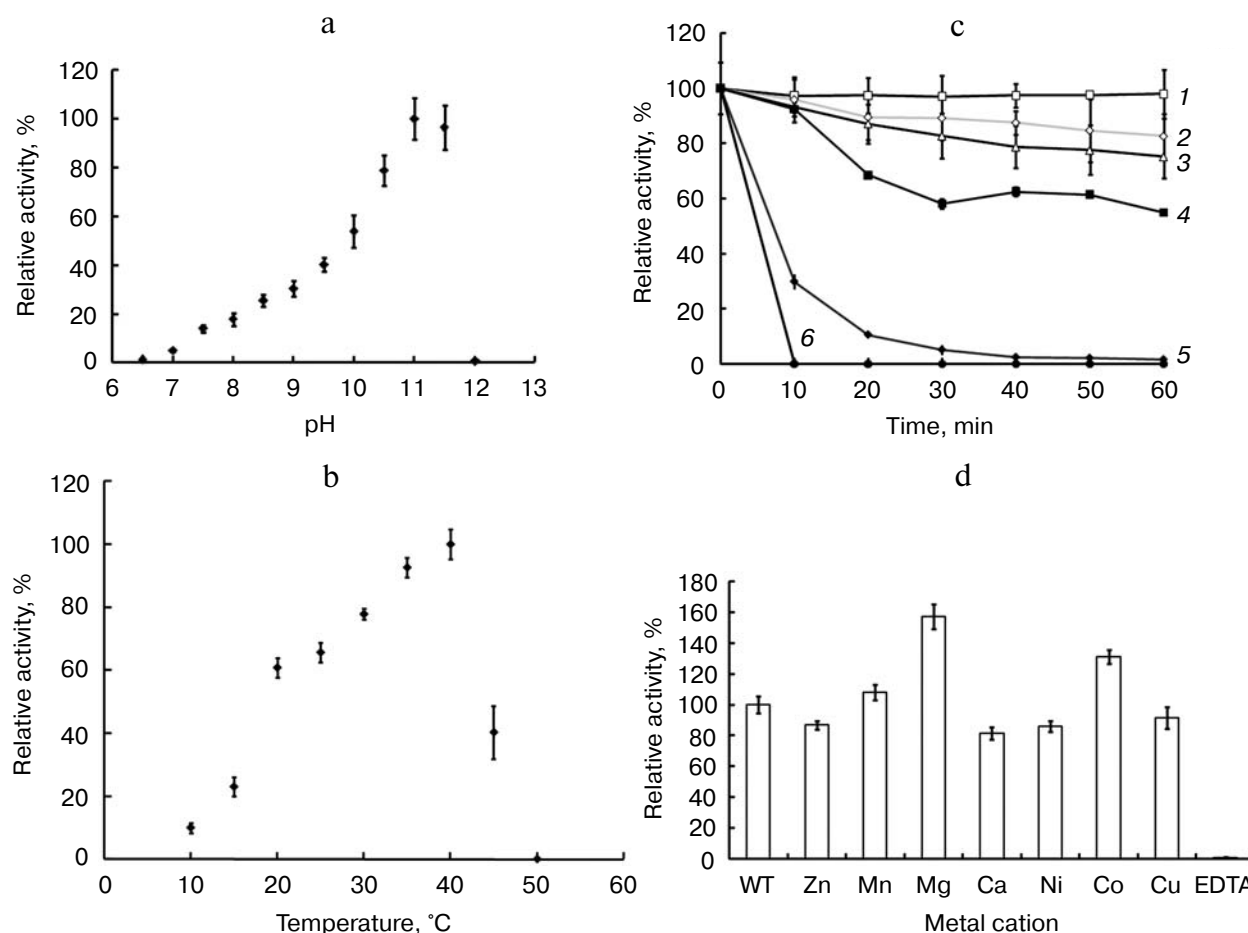 a
120
100
80
60
40
20
0
6 7 8 9 10 11 12 13
Relative activity, %
pH
b
120
100
80
60
40
20
0
10 20 30 40 50 60
Relative activity, %
Temperature, °C
c
120
100
80
60
40
20
0
0 10 20 30 40 50 60
Relative activity, %
Time, min
1
2
3
4
5
6
d
180
160
140
120
100
80
60
40
20
0
WT Zn Mn Mg Ca Ni Co Cu EDTA
Relative activity, %
Metal cation